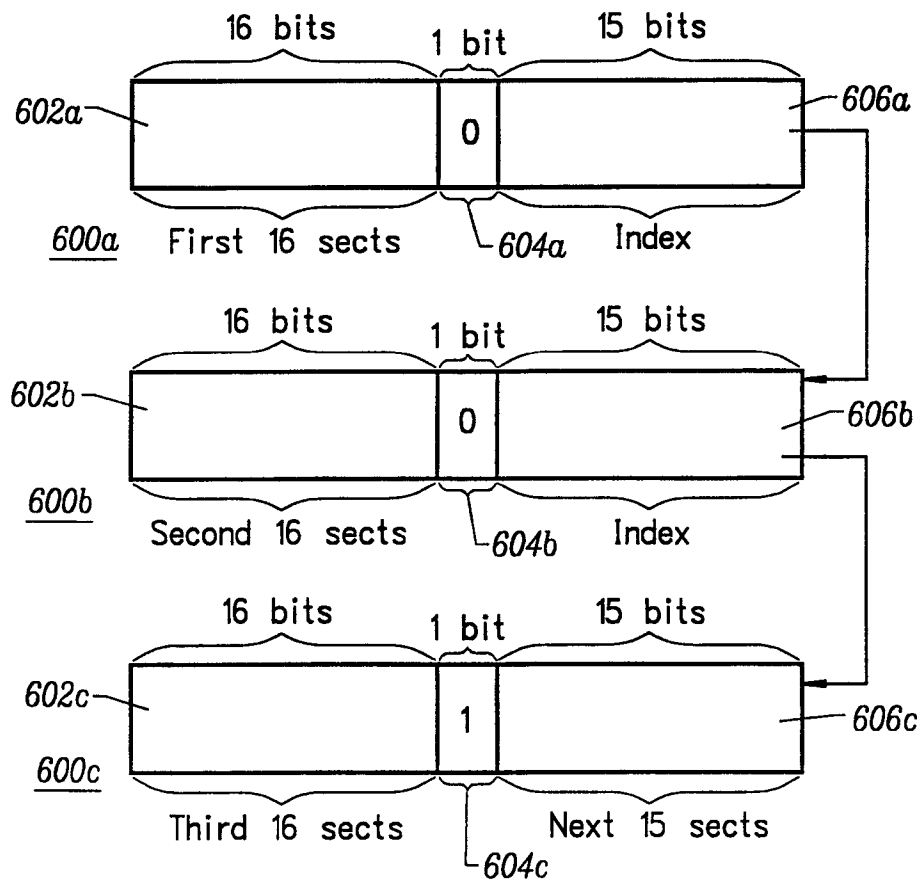 16 bits 1 bit 15 bits
602a 0 606a
600a First 16 sects 604a Index
16 bits 1 bit 15 bits
602b 0 606b
600b Second 16 sects 604b Index
16 bits 1 bit 15 bits
602c 1 606c
600c Third 16 sects 604c Next 15 sects